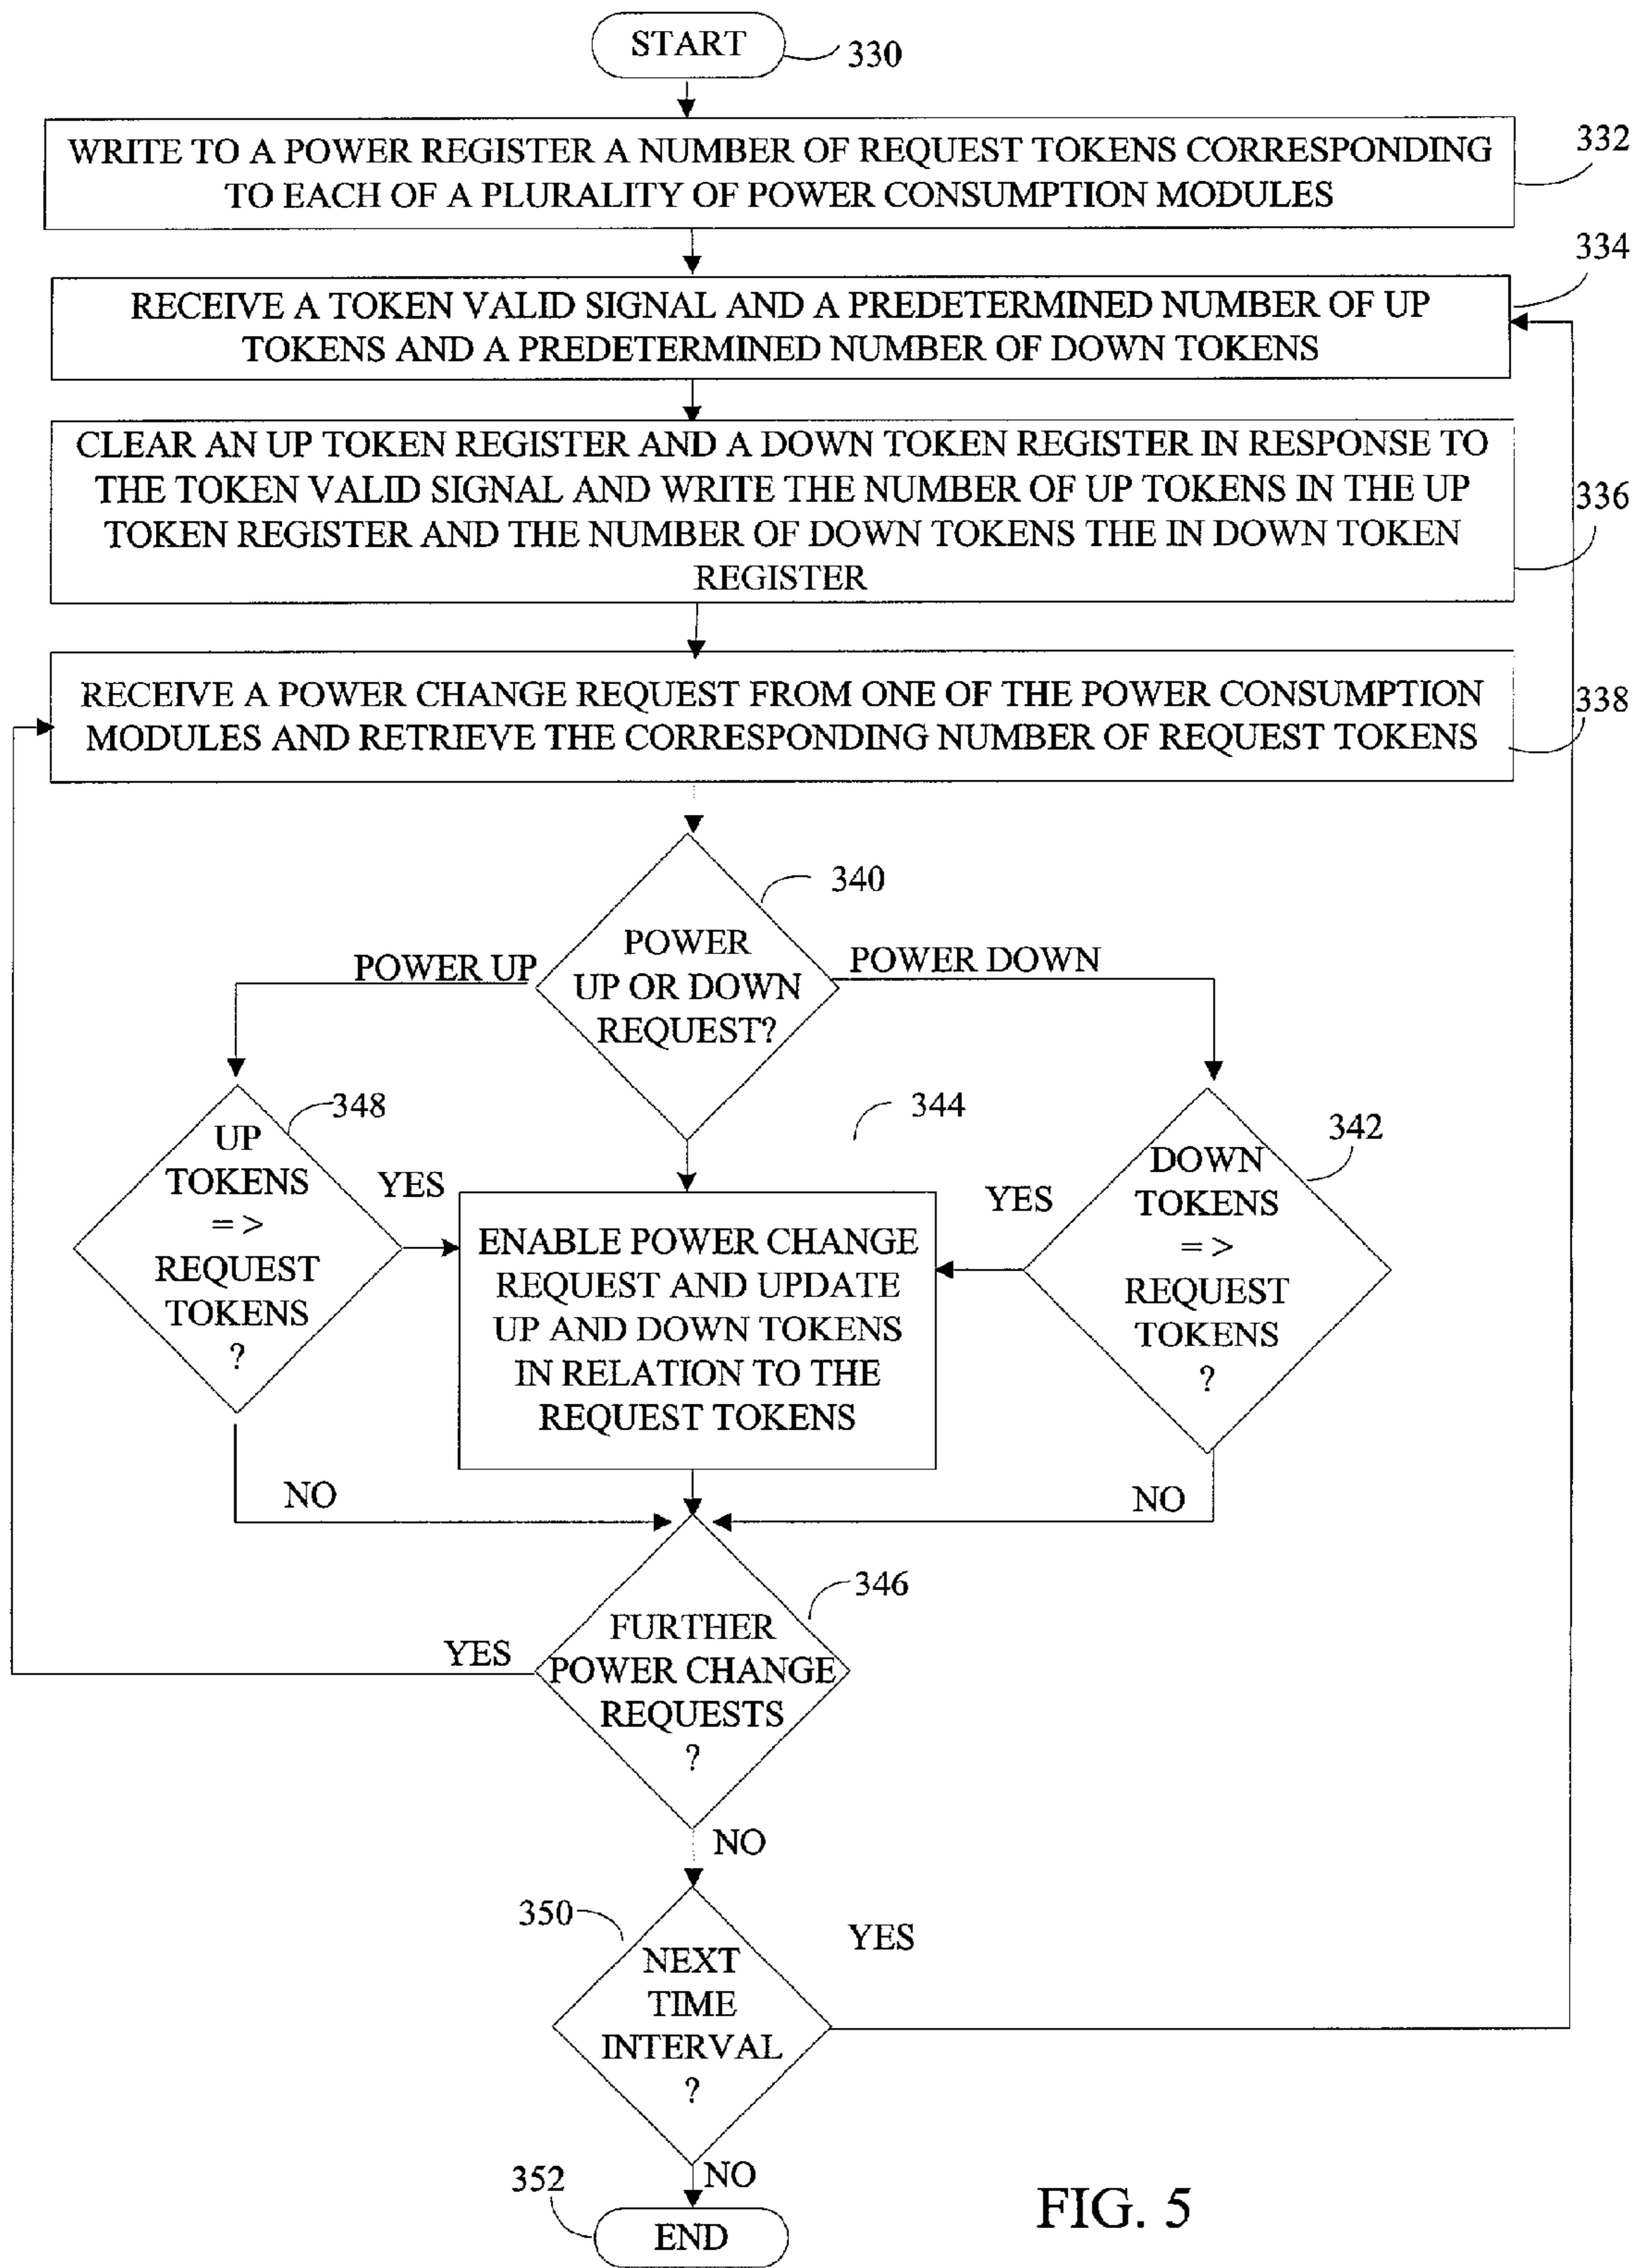 START
330
WRITE TO A POWER REGISTER A NUMBER OF REQUEST TOKENS CORRESPONDING
TO EACH OF A PLURALITY OF POWER CONSUMPTION MODULES
332
334
RECEIVE A TOKEN VALID SIGNAL AND A PREDETERMINED NUMBER OF UP
TOKENS AND A PREDETERMINED NUMBER OF DOWN TOKENS
CLEAR AN UP TOKEN REGISTER AND A DOWN TOKEN REGISTER IN RESPONSE TO
THE TOKEN VALID SIGNAL AND WRITE THE NUMBER OF UP TOKENS IN THE UP
TOKEN REGISTER AND THE NUMBER OF DOWN TOKENS THE IN DOWN TOKEN
REGISTER
336
RECEIVE A POWER CHANGE REQUEST FROM ONE OF THE POWER CONSUMPTION
MODULES AND RETRIEVE THE CORRESPONDING NUMBER OF REQUEST TOKENS
338
340
POWER
UP OR DOWN
REQUEST?
POWER UP
POWER DOWN
348
UP
TOKENS
=>
REQUEST
TOKENS
?
YES
344
ENABLE POWER CHANGE
REQUEST AND UPDATE
UP AND DOWN TOKENS
IN RELATION TO THE
REQUEST TOKENS
YES
342
DOWN
TOKENS
=>
REQUEST
TOKENS
?
NO
NO
346
FURTHER
POWER CHANGE
REQUESTS
?
YES
NO
350
NEXT
TIME
INTERVAL
?
YES
NO
352
END
FIG. 5